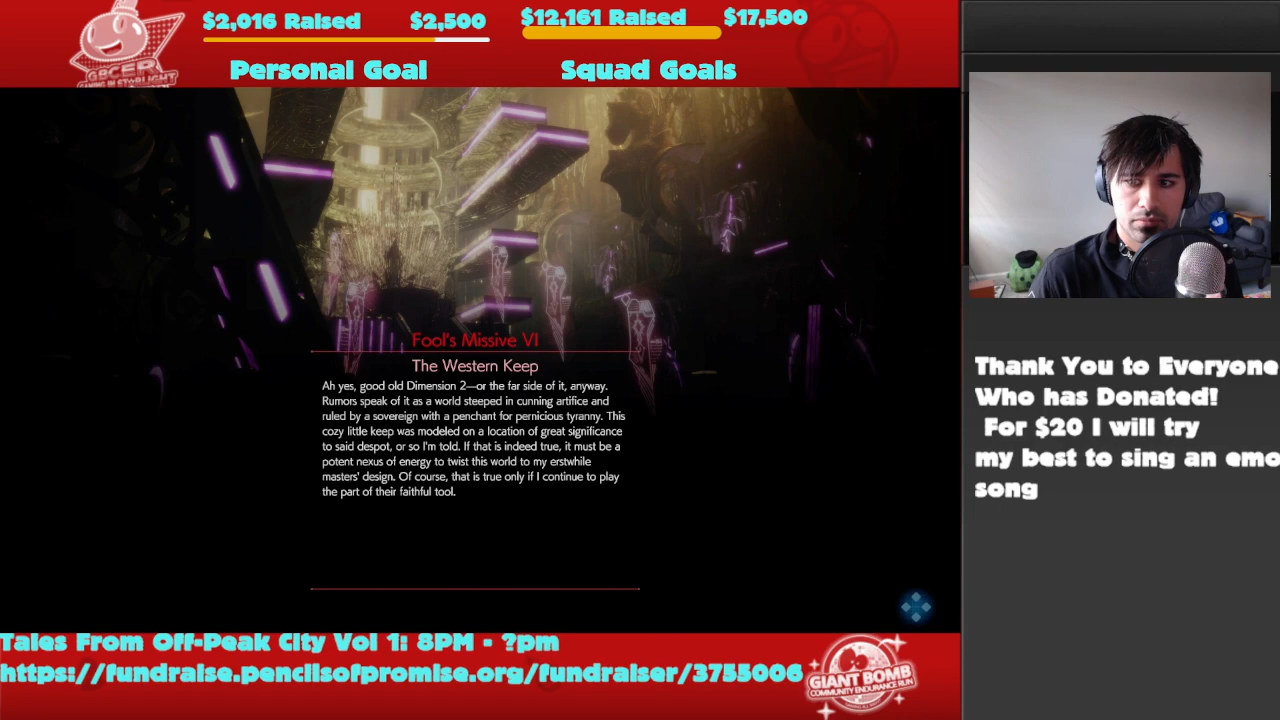 $2,016 Raised $2,500
$12,161 Raised $17,500
GBCER
GAMING IN STARLIGHT
Personal Goal
Squad Goals
Fool's Missive VI
The Western Keep
Ah yes, good old Dimension 2—or the far side of it, anyway.
Rumors speak of it as a world steeped in cunning artifice and
ruled by a sovereign with a penchant for pernicious tyranny. This
cozy little keep was modeled on a location of great significance
to said despot, or so I'm told. If that is indeed true, it must be a
potent nexus of energy to twist this world to my erstwhile
masters' design. Of course, that is true only if I continue to play
the part of their faithful tool.
Thank You to Everyone
Who has Donated!
For $20 I will try
my best to sing an emo
song
Tales From Off-Peak City Vol 1: 8PM - ?pm
https://fundraise.pencilsofpromise.org/fundraiser/3755006
GIANT BOMB
COMMUNITY ENDURANCE RUN